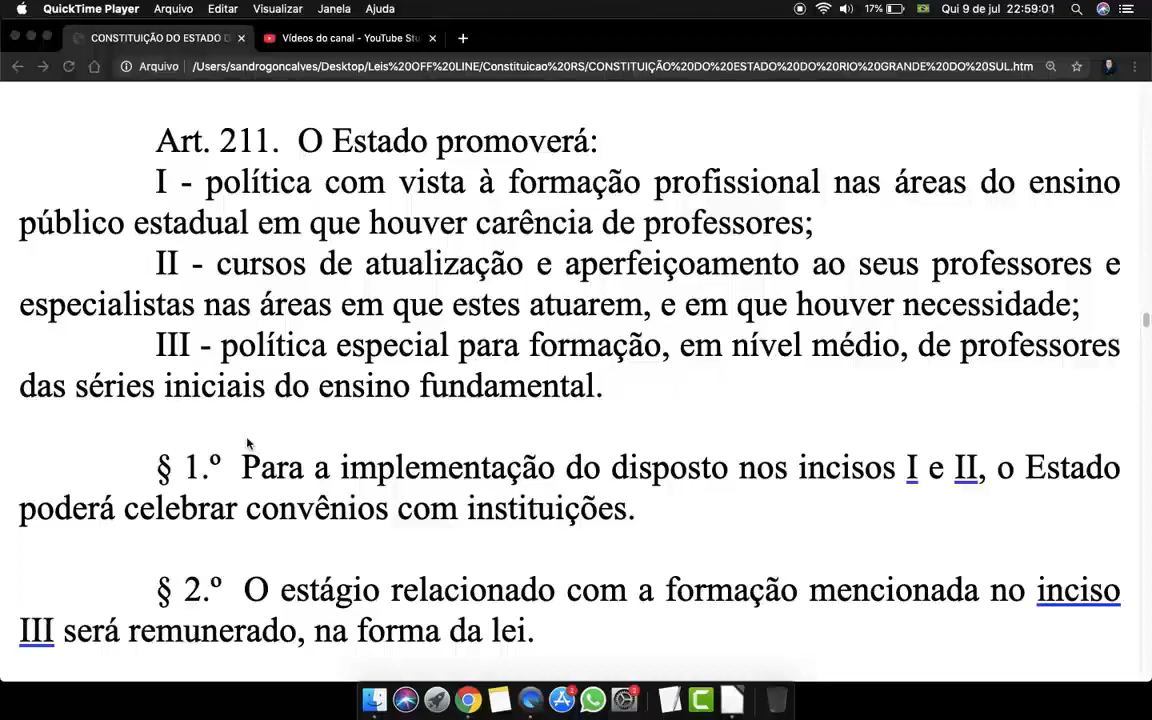 QuickTime Player Arquivo Editar Visualizar Janela Ajuda 17% Qui 9 de jul 22:59:01
CONSTITUIÇÃO DO ESTADO D Vídeos do canal - YouTube Stu
Arquivo /Users/sandrogoncalves/Desktop/Leis%20OFF%20LINE/Constituicao%20RS/CONSTITUIÇÃO%20DO%20ESTADO%20DO%20RIO%20GRANDE%20DO%20SUL.htm
Art. 211. O Estado promoverá:
I - política com vista à formação profissional nas áreas do ensino
público estadual em que houver carência de professores;
II - cursos de atualização e aperfeiçoamento ao seus professores e
especialistas nas áreas em que estes atuarem, e em que houver necessidade;
III - política especial para formação, em nível médio, de professores
das séries iniciais do ensino fundamental.
§ 1.º Para a implementação do disposto nos incisos I e II, o Estado
poderá celebrar convênios com instituições.
§ 2.º O estágio relacionado com a formação mencionada no inciso
III será remunerado, na forma da lei.